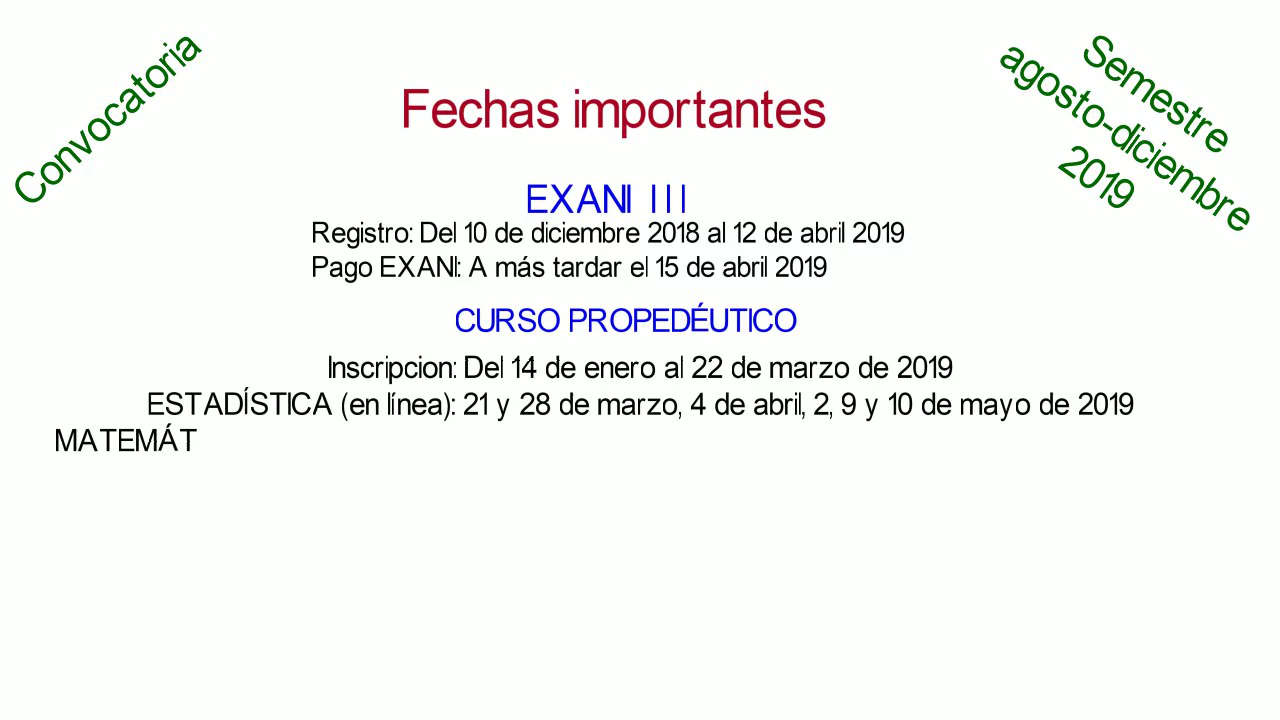 Convocatoria
Semestre
agosto-diciembre
2019
Fechas importantes
EXANI III
Registro: Del 10 de diciembre 2018 al 12 de abril 2019
Pago EXANI: A más tardar el 15 de abril 2019
CURSO PROPEDÉUTICO
Inscripcion: Del 14 de enero al 22 de marzo de 2019
ESTADÍSTICA (en línea): 21 y 28 de marzo, 4 de abril, 2, 9 y 10 de mayo de 2019
MATEMÁT